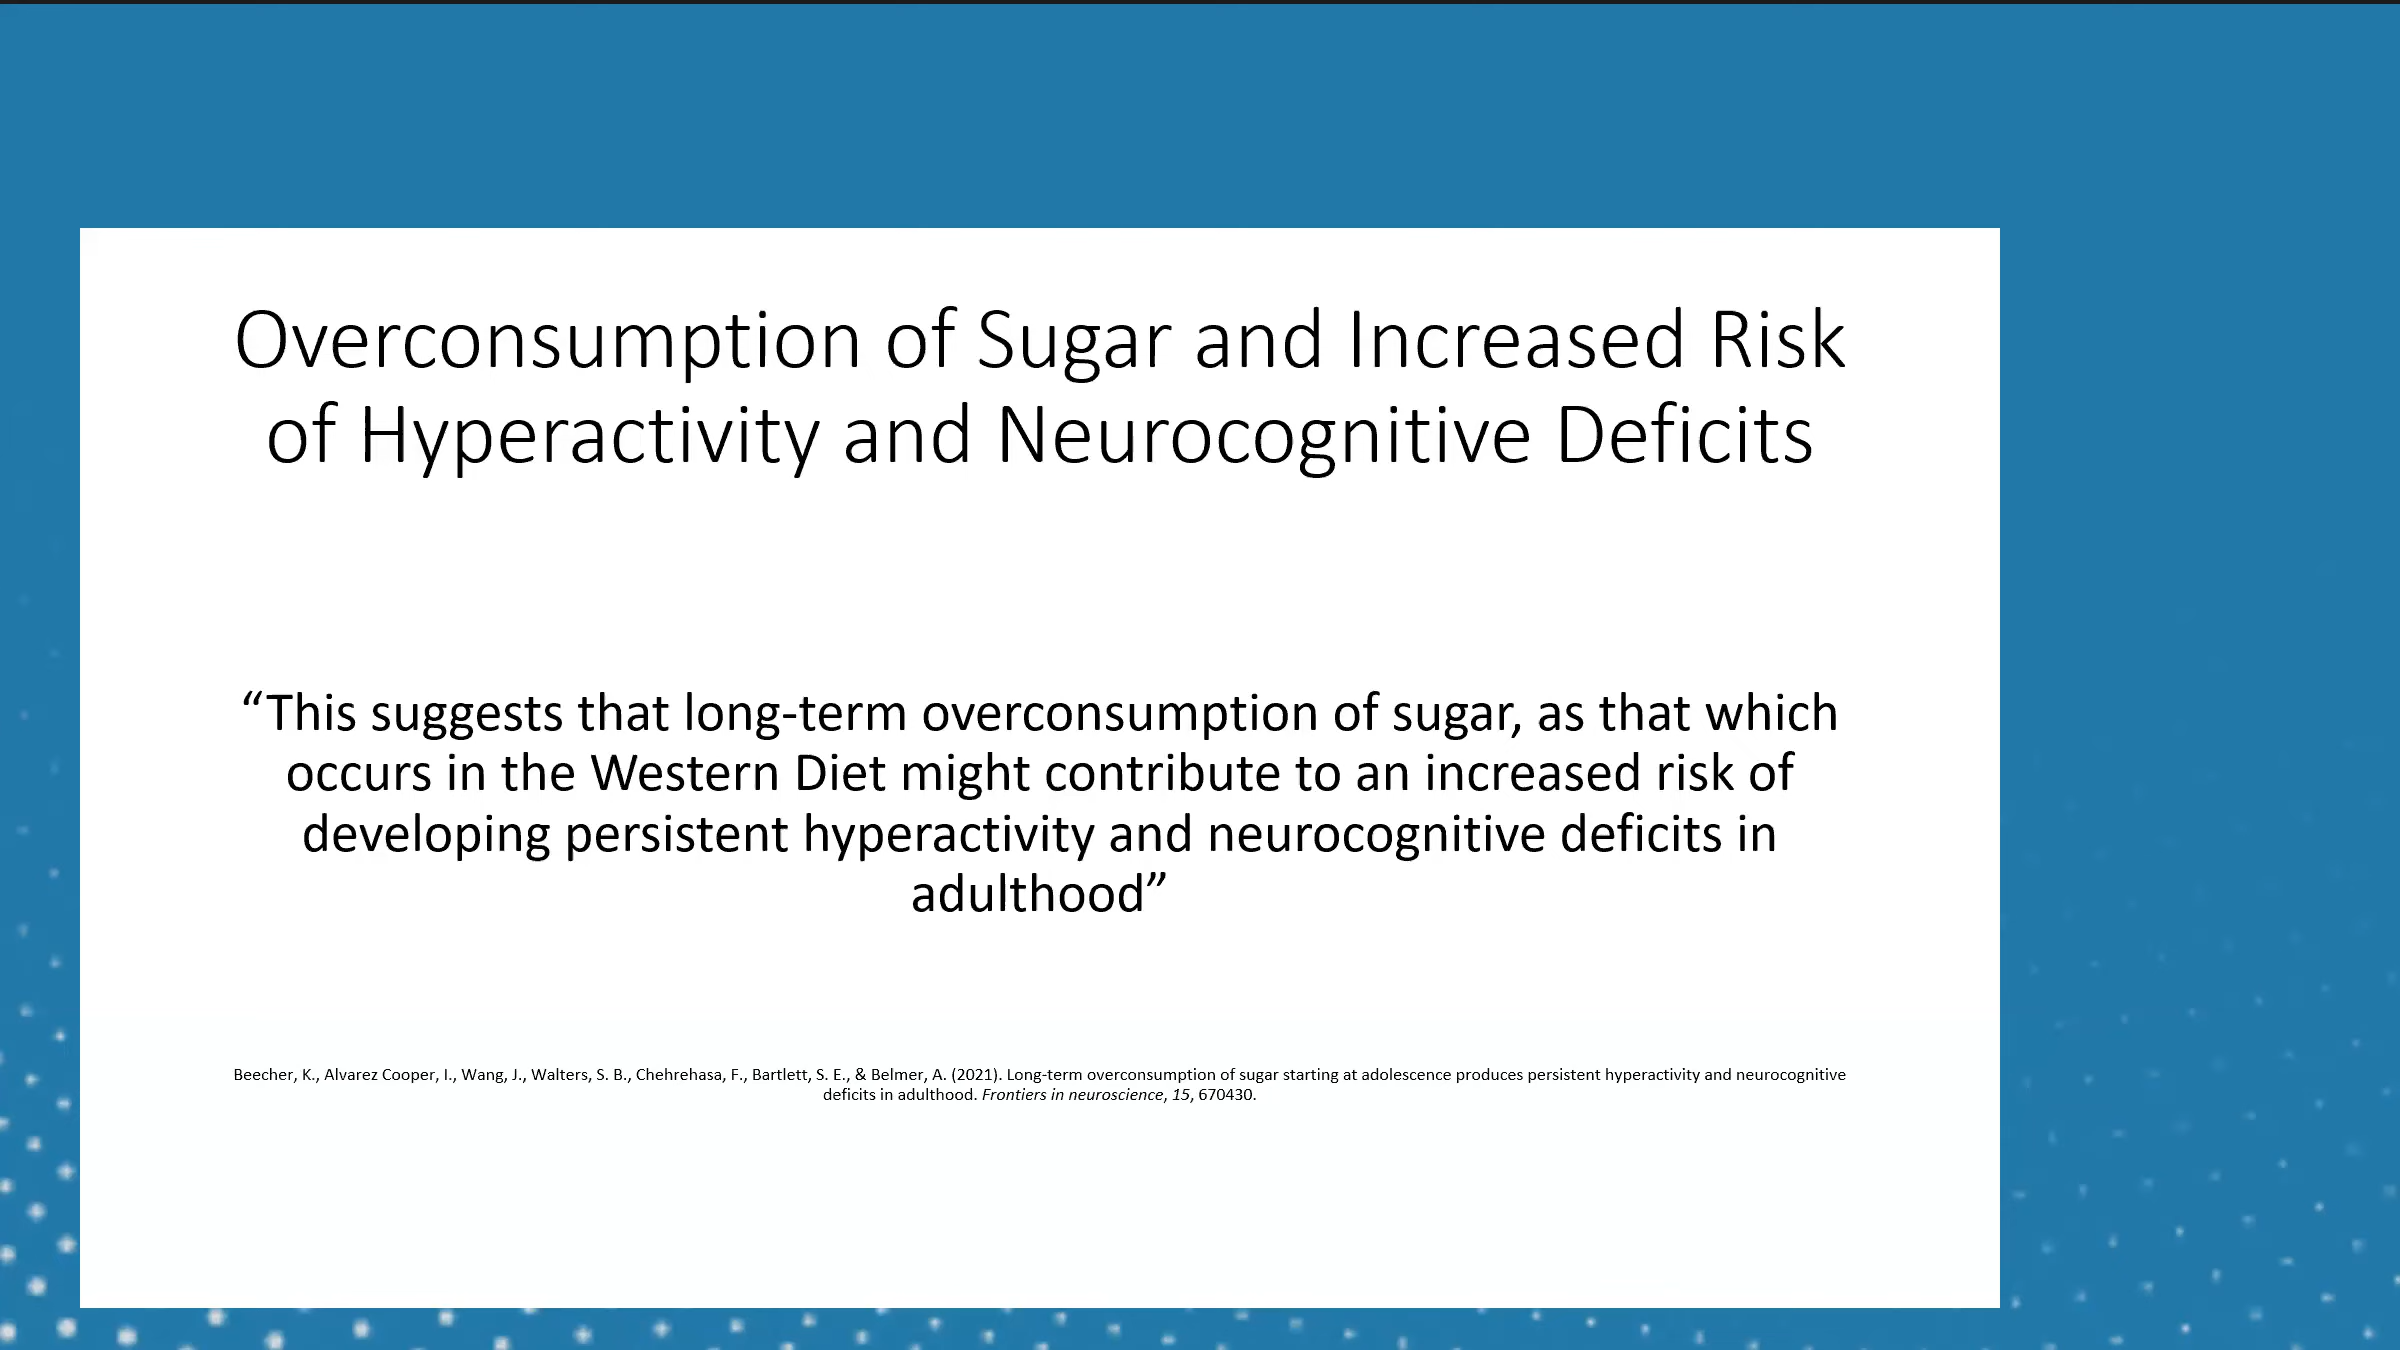 Overconsumption of Sugar and Increased Risk
of Hyperactivity and Neurocognitive Deficits
“This suggests that long-term overconsumption of sugar, as that which
occurs in the Western Diet might contribute to an increased risk of
developing persistent hyperactivity and neurocognitive deficits in
adulthood”
Beecher, K., Alvarez Cooper, I., Wang, J., Walters, S. B., Chehrehasa, F., Bartlett, S. E., & Belmer, A. (2021). Long-term overconsumption of sugar starting at adolescence produces persistent hyperactivity and neurocognitive
deficits in adulthood. Frontiers in neuroscience, 15, 670430.